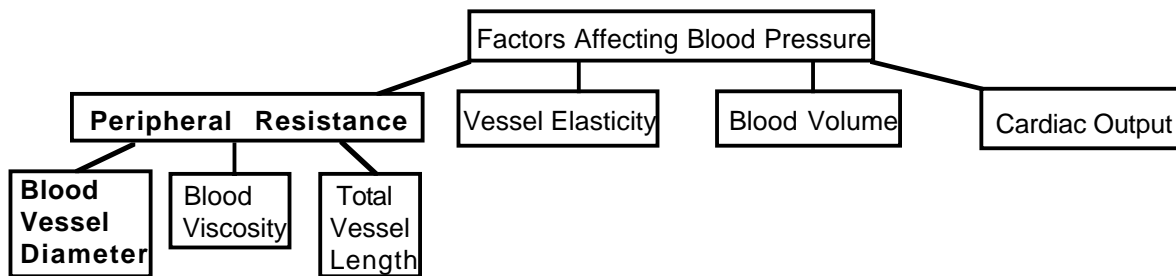 Factors Affecting Blood Pressure
Peripheral Resistance
Vessel Elasticity
Blood Volume
Cardiac Output
Blood
Vessel
Diameter
Blood
Viscosity
Total
Vessel
Length